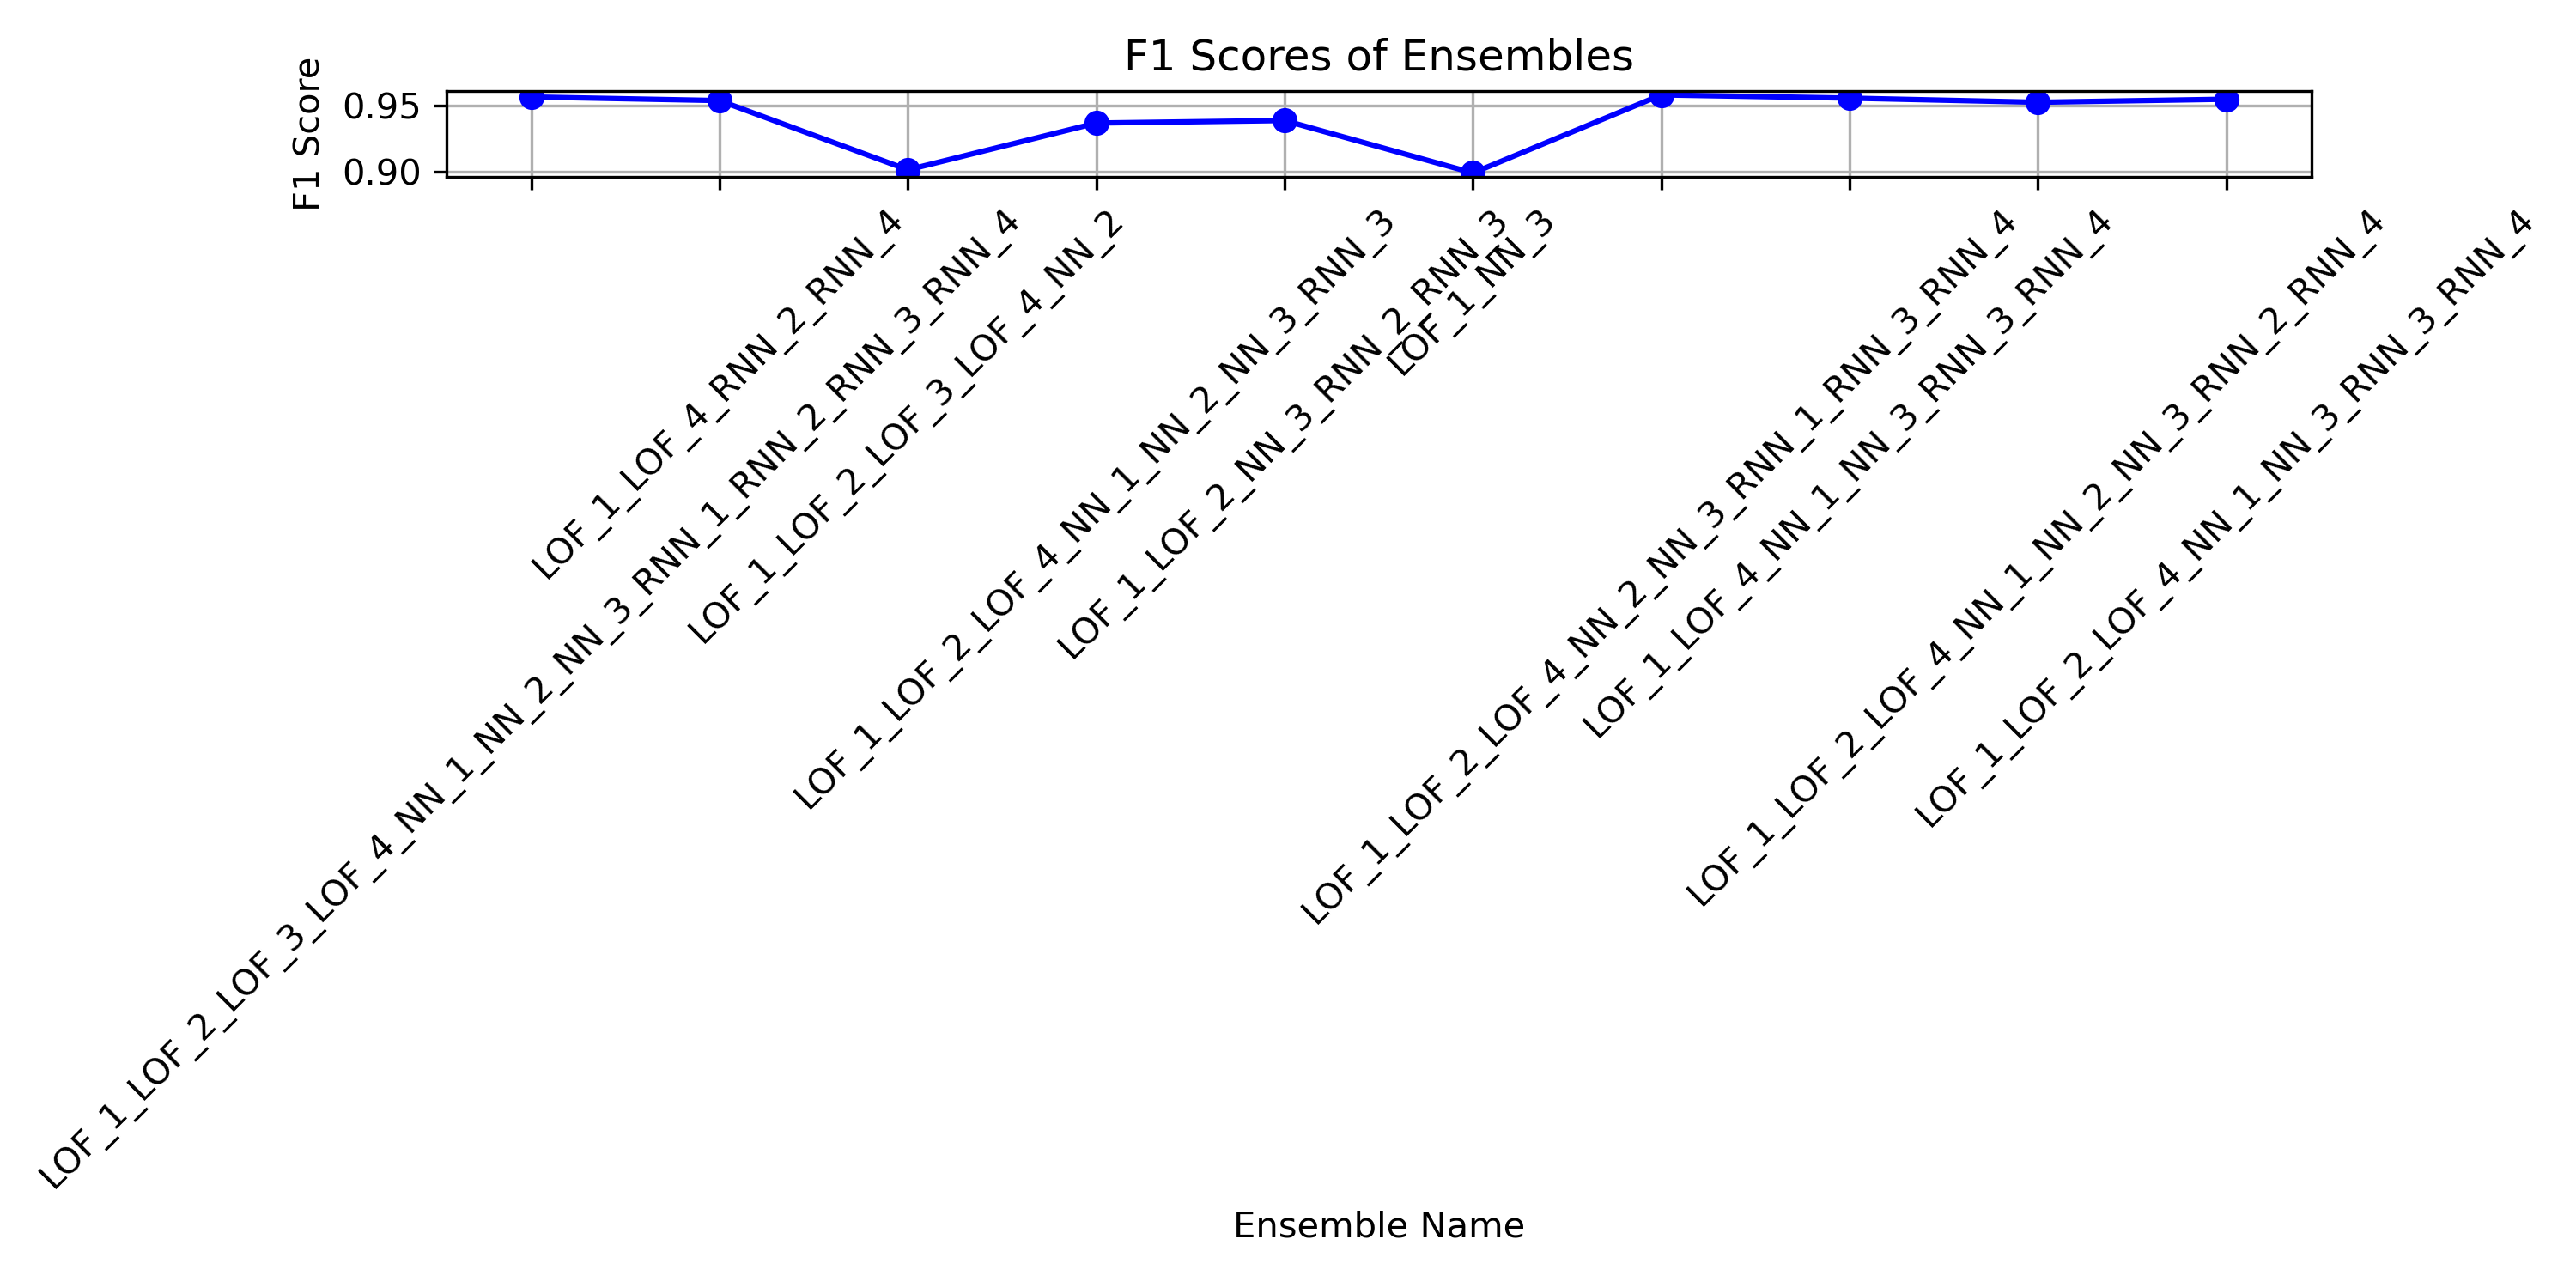 F1 Scores of Ensembles
F1 Score
0.95
0.90
LOF_1_LOF_4_RNN_2_RNN_4
LOF_1_LOF_2_LOF_3_LOF_4_NN_1_NN_2_NN_3_RNN_1_RNN_2_RNN_3_RNN_4
LOF_1_LOF_2_LOF_3_LOF_4_NN_2
LOF_1_LOF_2_LOF_4_NN_1_NN_2_NN_3_RNN_3
LOF_1_LOF_2_NN_3_RNN_2_RNN_3
LOF_1_NN_3
LOF_1_LOF_2_LOF_4_NN_2_NN_3_RNN_1_RNN_3_RNN_4
LOF_1_LOF_4_NN_1_NN_3_RNN_3_RNN_4
LOF_1_LOF_2_LOF_4_NN_1_NN_2_NN_3_RNN_2_RNN_4
LOF_1_LOF_2_LOF_4_NN_1_NN_3_RNN_3_RNN_4
Ensemble Name